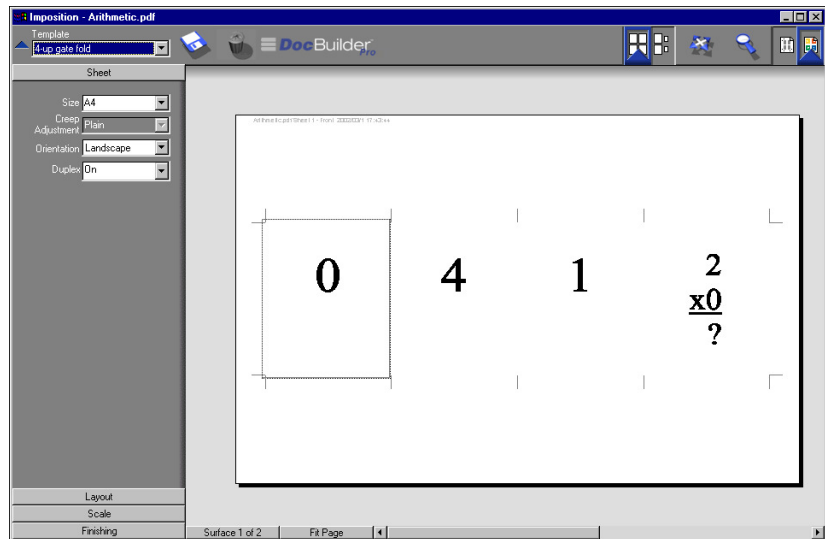 Imposition - Arithmetic.pdf
Template
4-up gate fold
DocBuilder Pro
Sheet
Size A4
Creep Adjustment Plain
Orientation Landscape
Duplex On
0
4
1
2
x0
?
Layout
Scale
Finishing
Surface 1 of 2
Fit Page